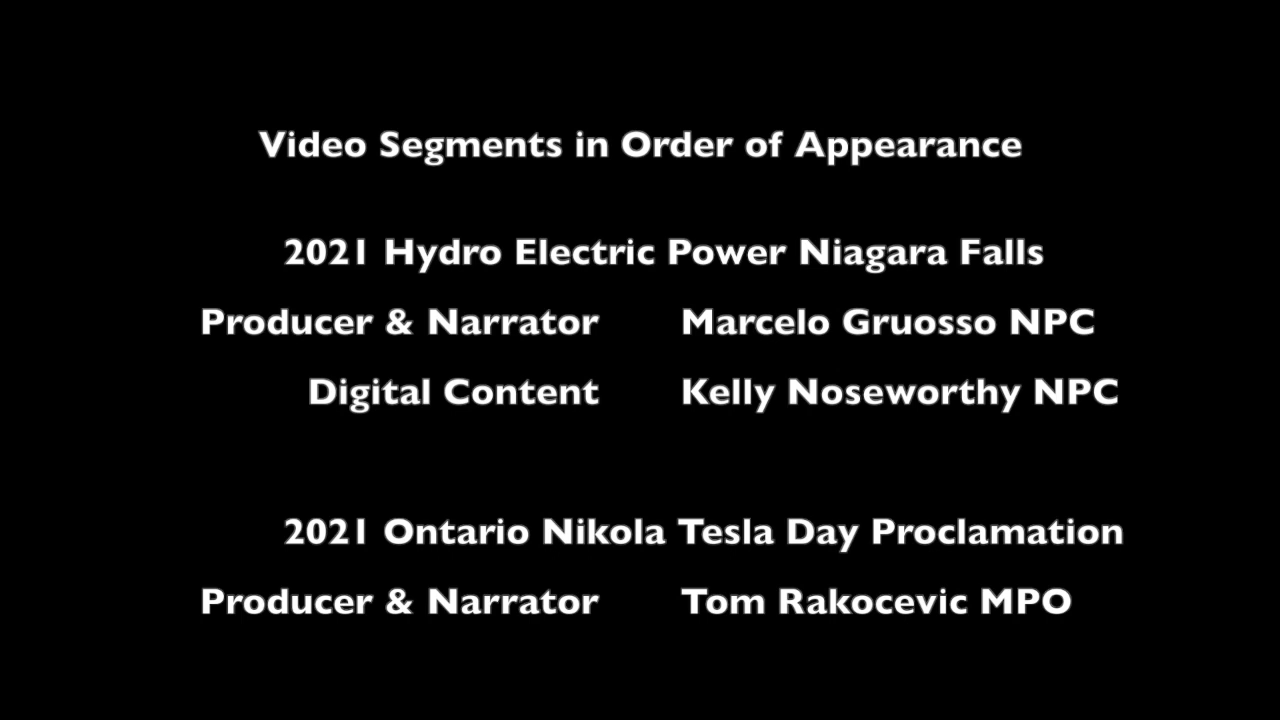 Video Segments in Order of Appearance
2021 Hydro Electric Power Niagara Falls
Producer & Narrator Marcelo Gruosso NPC
Digital Content Kelly Noseworthy NPC
2021 Ontario Nikola Tesla Day Proclamation
Producer & Narrator Tom Rakocevic MPO